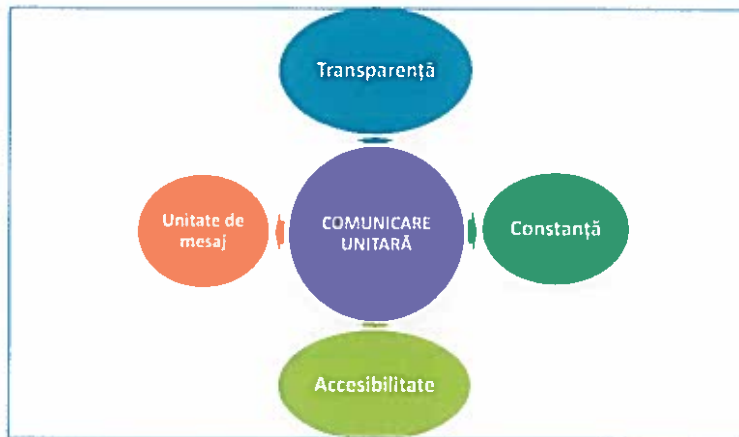 Transparență
Unitate de
mesaj
COMUNICARE
UNITARĂ
Constanță
Accesibilitate